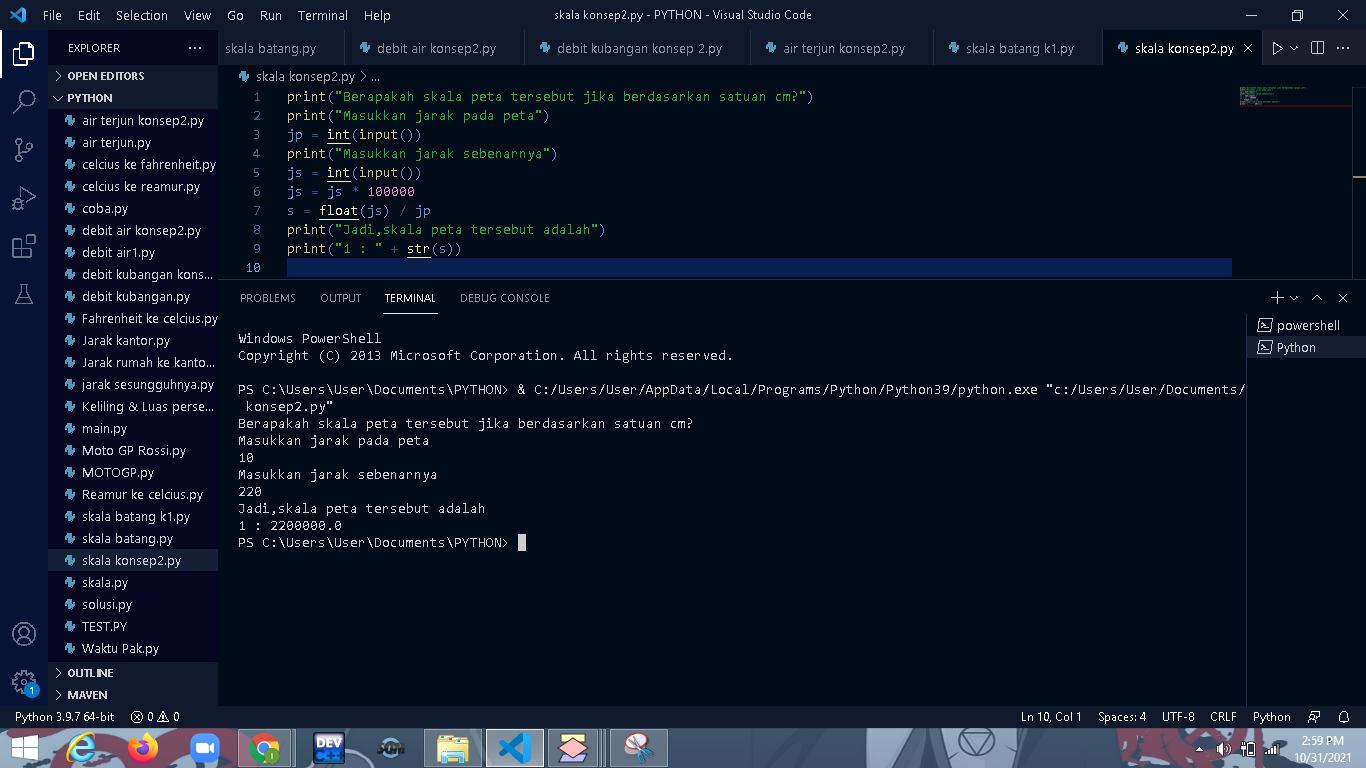 File Edit Selection View Go Run Terminal Help
skala konsep2.py - PYTHON - Visual Studio Code
EXPLORER
skala batang.py
debit air konsep2.py
debit kubangan konsep 2.py
air terjun konsep2.py
skala batang k1.py
skala konsep2.py
OPEN EDITORS
PYTHON
air terjun konsep2.py
air terjun.py
celcius ke fahrenheit.py
celcius ke reamur.py
coba.py
debit air konsep2.py
debit air1.py
debit kubangan kons...
debit kubangan.py
Fahrenheit ke celcius.py
Jarak kantor.py
Jarak rumah ke kanto...
jarak sesungguhnya.py
Keliling & Luas perse...
main.py
Moto GP Rossi.py
MOTOGP.py
Reamur ke celcius.py
skala batang k1.py
skala batang.py
skala konsep2.py
skala.py
solusi.py
TEST.PY
Waktu Pak.py
OUTLINE
MAVEN
skala konsep2.py > ...
1 print("Berapakah skala peta tersebut jika berdasarkan satuan cm?")
2 print("Masukkan jarak pada peta")
3 jp = int(input())
4 print("Masukkan jarak sebenarnya")
5 js = int(input())
6 js = js * 100000
7 s = float(js) / jp
8 print("Jadi,skala peta tersebut adalah")
9 print("1 : " + str(s))
10
PROBLEMS OUTPUT TERMINAL DEBUG CONSOLE
powershell
Python
Windows PowerShell
Copyright (C) 2013 Microsoft Corporation. All rights reserved.
PS C:\Users\User\Documents\PYTHON> & C:/Users/User/AppData/Local/Programs/Python/Python39/python.exe "c:/Users/User/Documents/
konsep2.py"
Berapakah skala peta tersebut jika berdasarkan satuan cm?
Masukkan jarak pada peta
10
Masukkan jarak sebenarnya
220
Jadi,skala peta tersebut adalah
1 : 2200000.0
PS C:\Users\User\Documents\PYTHON>
1
Python 3.9.7 64-bit 0 0
Ln 10, Col 1 Spaces: 4 UTF-8 CRLF Python
DEV
C++
2:59 PM
10/31/2021